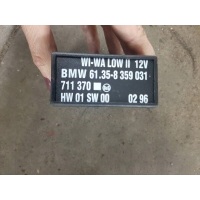 WI-WA LOW II 12V
BMW 61.35-8 359 031
711 370
HW 01 SW 00 02 96